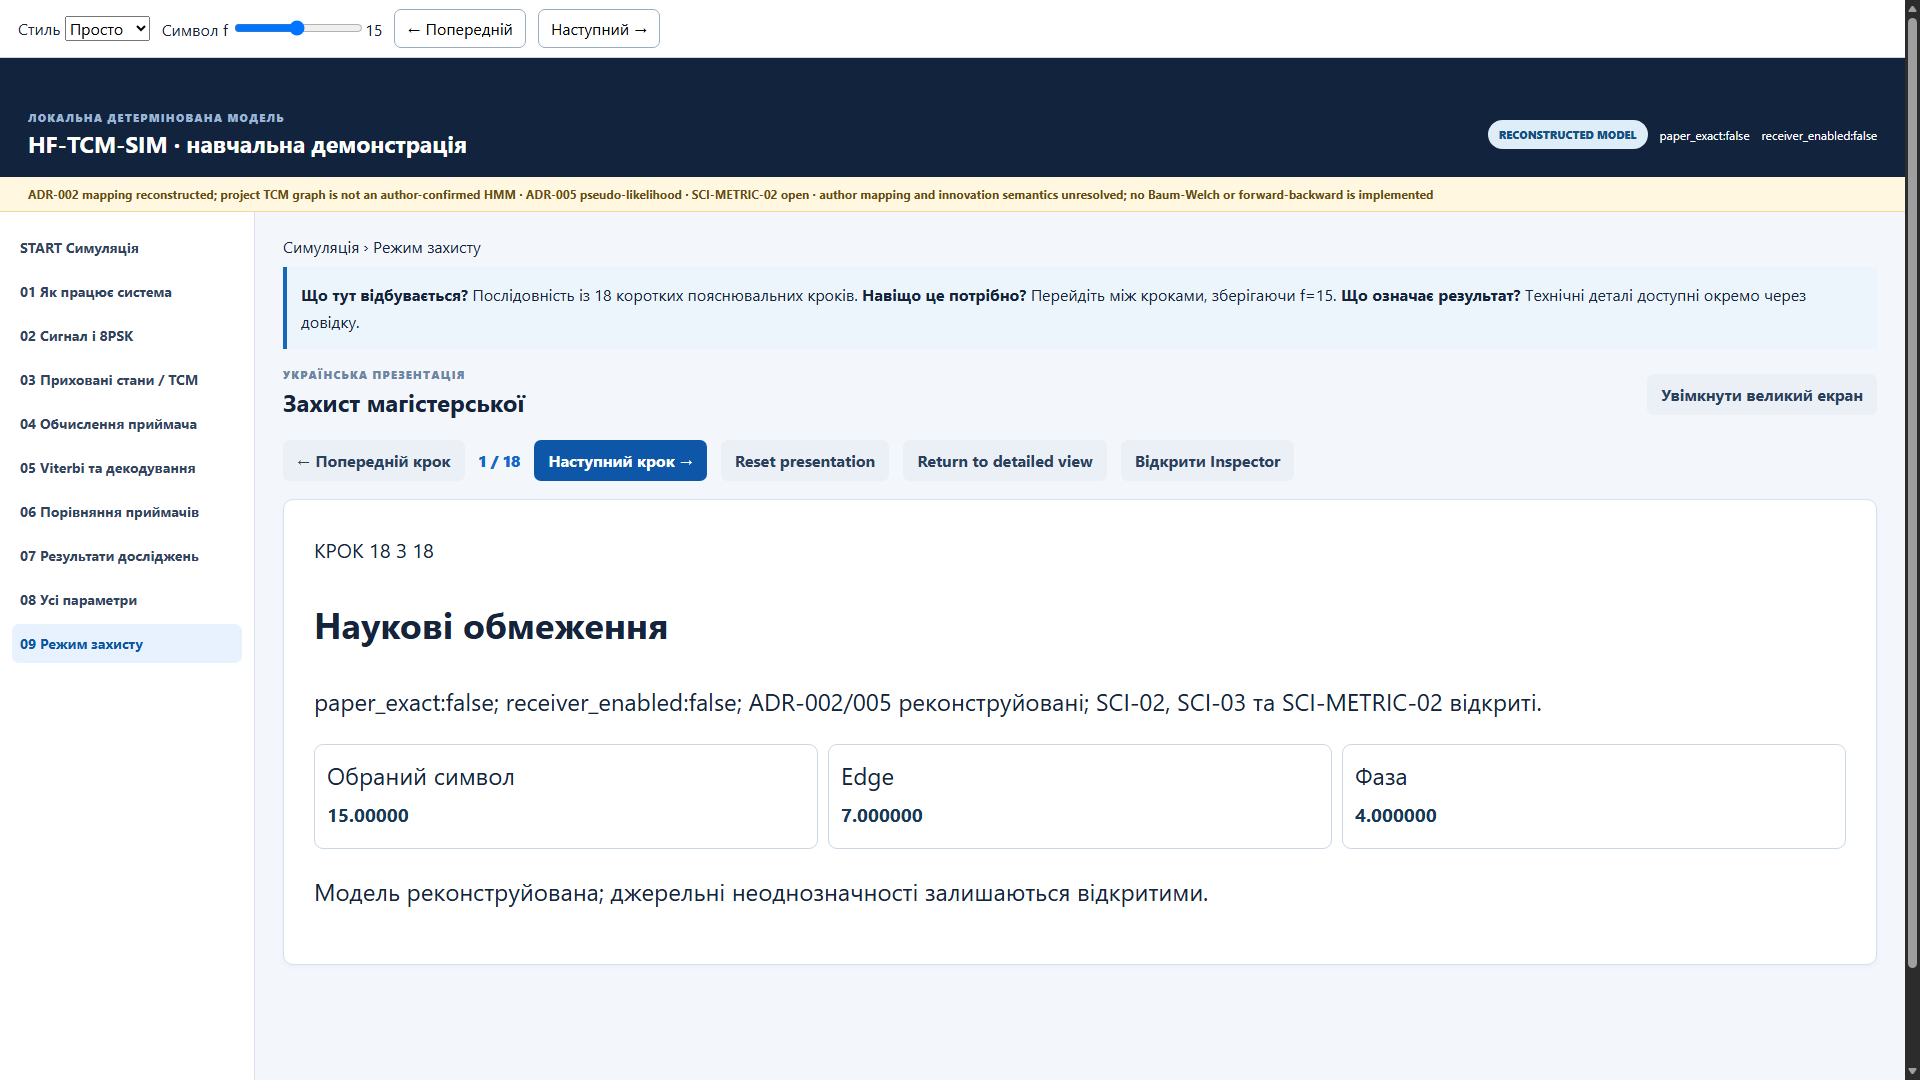 Стиль Просто Символ f 15 ← Попередній Наступний →
ЛОКАЛЬНА ДЕТЕРМІНОВАНА МОДЕЛЬ
HF-TCM-SIM · навчальна демонстрація
RECONSTRUCTED MODEL paper_exact:false receiver_enabled:false
ADR-002 mapping reconstructed; project TCM graph is not an author-confirmed HMM · ADR-005 pseudo-likelihood · SCI-METRIC-02 open · author mapping and innovation semantics unresolved; no Baum-Welch or forward-backward is implemented
START Симуляція
01 Як працює система
02 Сигнал і 8PSK
03 Приховані стани / TCM
04 Обчислення приймача
05 Viterbi та декодування
06 Порівняння приймачів
07 Результати досліджень
08 Усі параметри
09 Режим захисту
Симуляція › Режим захисту
Що тут відбувається? Послідовність із 18 коротких пояснювальних кроків. Навіщо це потрібно? Перейдіть між кроками, зберігаючи f=15. Що означає результат? Технічні деталі доступні окремо через
довідку.
УКРАЇНСЬКА ПРЕЗЕНТАЦІЯ
Захист магістерської
Увімкнути великий екран
← Попередній крок 1 / 18 Наступний крок → Reset presentation Return to detailed view Відкрити Inspector
КРОК 18 З 18
Наукові обмеження
paper_exact:false; receiver_enabled:false; ADR-002/005 реконструйовані; SCI-02, SCI-03 та SCI-METRIC-02 відкриті.
Обраний символ
15.00000
Edge
7.000000
Фаза
4.000000
Модель реконструйована; джерельні неоднозначності залишаються відкритими.